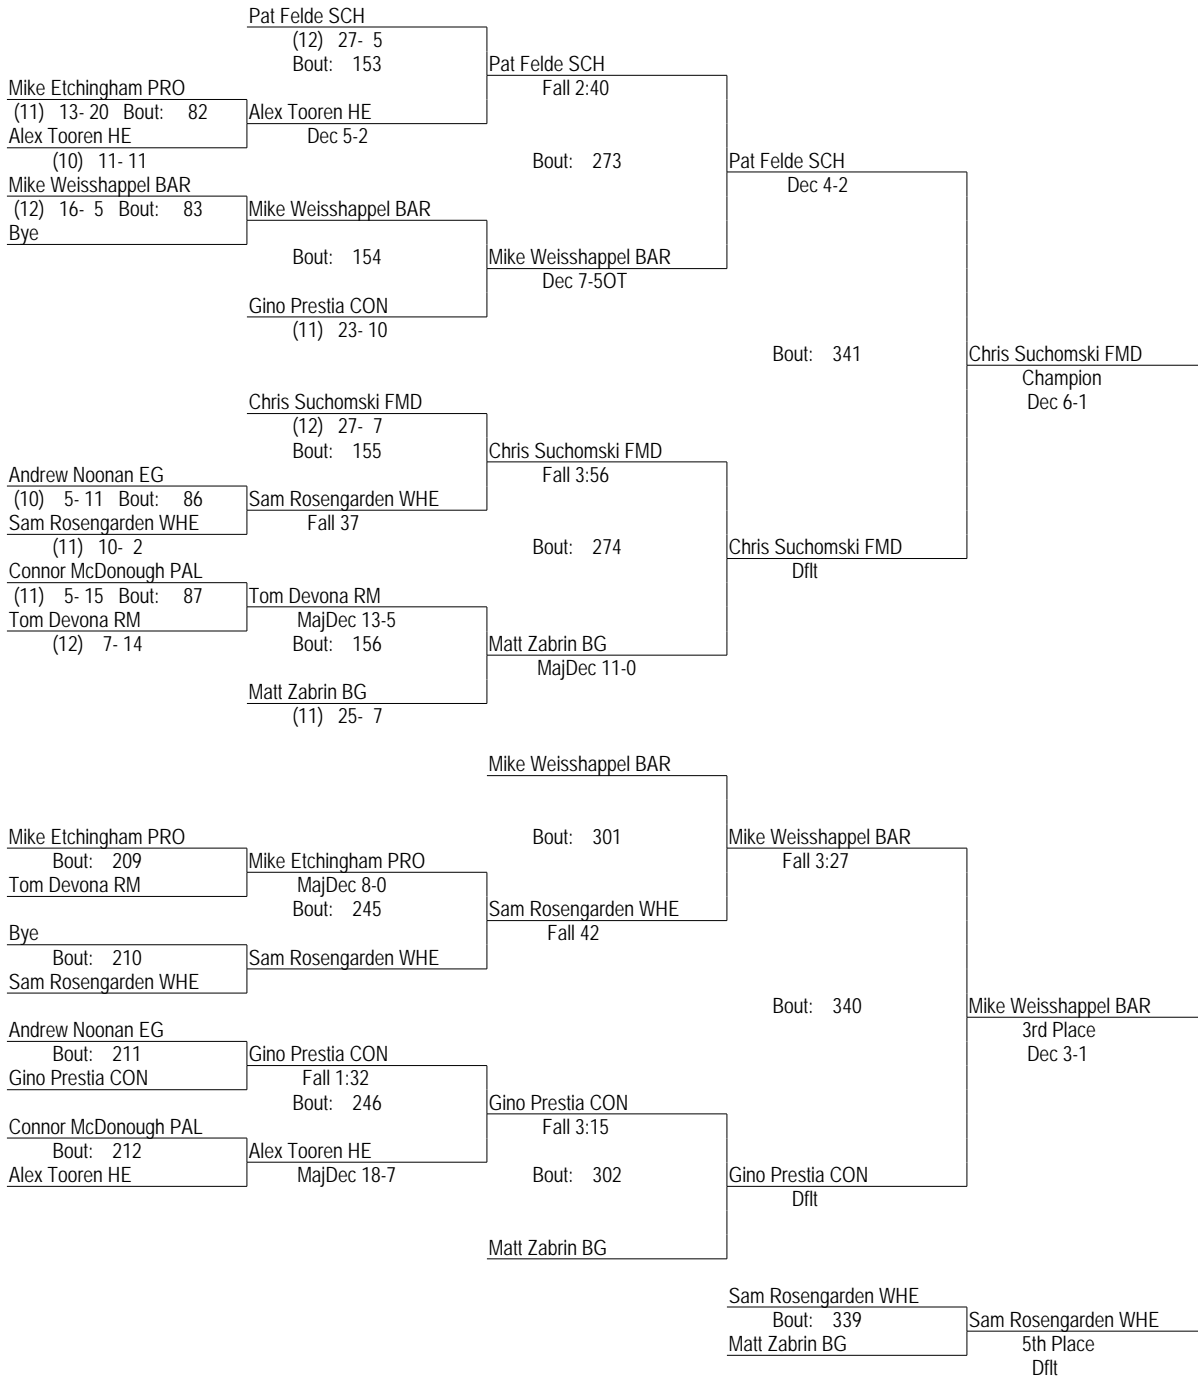 Pat Felde SCH
(12) 27- 5
Bout: 153
Pat Felde SCH
Fall 2:40
Mike Etchingham PRO
(11) 13- 20 Bout: 82
Alex Tooren HE
Dec 5-2
Alex Tooren HE
(10) 11- 11
Bout: 273
Pat Felde SCH
Dec 4-2
Mike Weisshappel BAR
(12) 16- 5 Bout: 83
Mike Weisshappel BAR
Bye
Bout: 154
Mike Weisshappel BAR
Dec 7-5OT
Gino Prestia CON
(11) 23- 10
Bout: 341
Chris Suchomski FMD
Champion
Dec 6-1
Chris Suchomski FMD
(12) 27- 7
Bout: 155
Chris Suchomski FMD
Fall 3:56
Andrew Noonan EG
(10) 5- 11 Bout: 86
Sam Rosengarden WHE
Fall 37
Sam Rosengarden WHE
(11) 10- 2
Bout: 274
Chris Suchomski FMD
Dflt
Connor McDonough PAL
(11) 5- 15 Bout: 87
Tom Devona RM
MajDec 13-5
Tom Devona RM
(12) 7- 14
Bout: 156
Matt Zabrin BG
MajDec 11-0
Matt Zabrin BG
(11) 25- 7
Mike Weisshappel BAR
Bout: 301
Mike Weisshappel BAR
Fall 3:27
Mike Etchingham PRO
Bout: 209
Mike Etchingham PRO
MajDec 8-0
Tom Devona RM
Bout: 245
Sam Rosengarden WHE
Fall 42
Bye
Bout: 210
Sam Rosengarden WHE
Sam Rosengarden WHE
Bout: 340
Mike Weisshappel BAR
3rd Place
Dec 3-1
Andrew Noonan EG
Bout: 211
Gino Prestia CON
Fall 1:32
Gino Prestia CON
Bout: 246
Gino Prestia CON
Fall 3:15
Connor McDonough PAL
Bout: 212
Alex Tooren HE
MajDec 18-7
Alex Tooren HE
Bout: 302
Gino Prestia CON
Dflt
Matt Zabrin BG
Sam Rosengarden WHE
Bout: 339
Sam Rosengarden WHE
5th Place
Dflt
Matt Zabrin BG